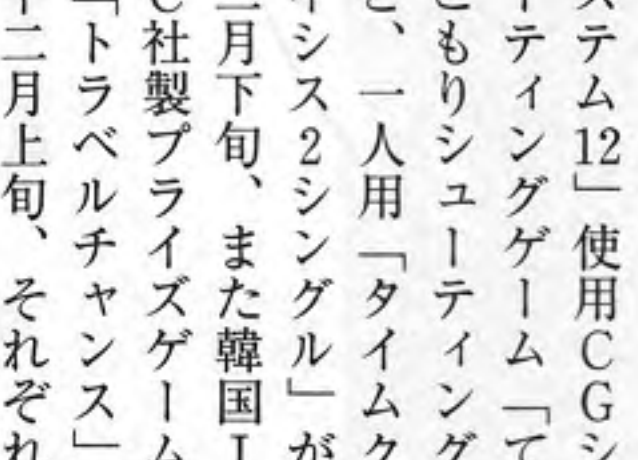 ステム12」使用CGシ
ーティングゲーム「て
こもりシューティング
と、一人用「タイムク
イシス2シングル」が
二月下旬、また韓国I
C社製プライズゲーム
「トラベルチャンス」
十二月上旬、それぞれ